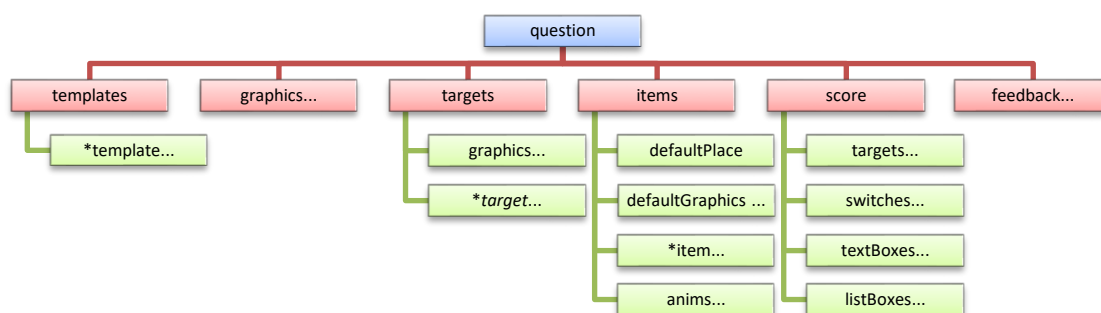 question
templates
graphics...
targets
items
score
feedback...
*template...
graphics...
defaultPlace
targets...
*target...
defaultGraphics ...
switches...
*item...
textBoxes...
anims...
listBoxes...